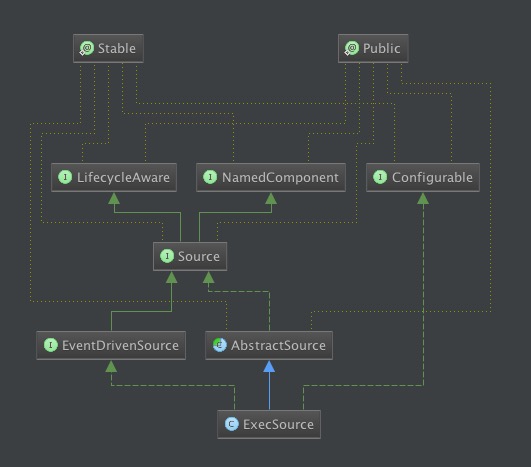 Stable
Public
LifecycleAware
NamedComponent
Configurable
Source
EventDrivenSource
AbstractSource
ExecSource